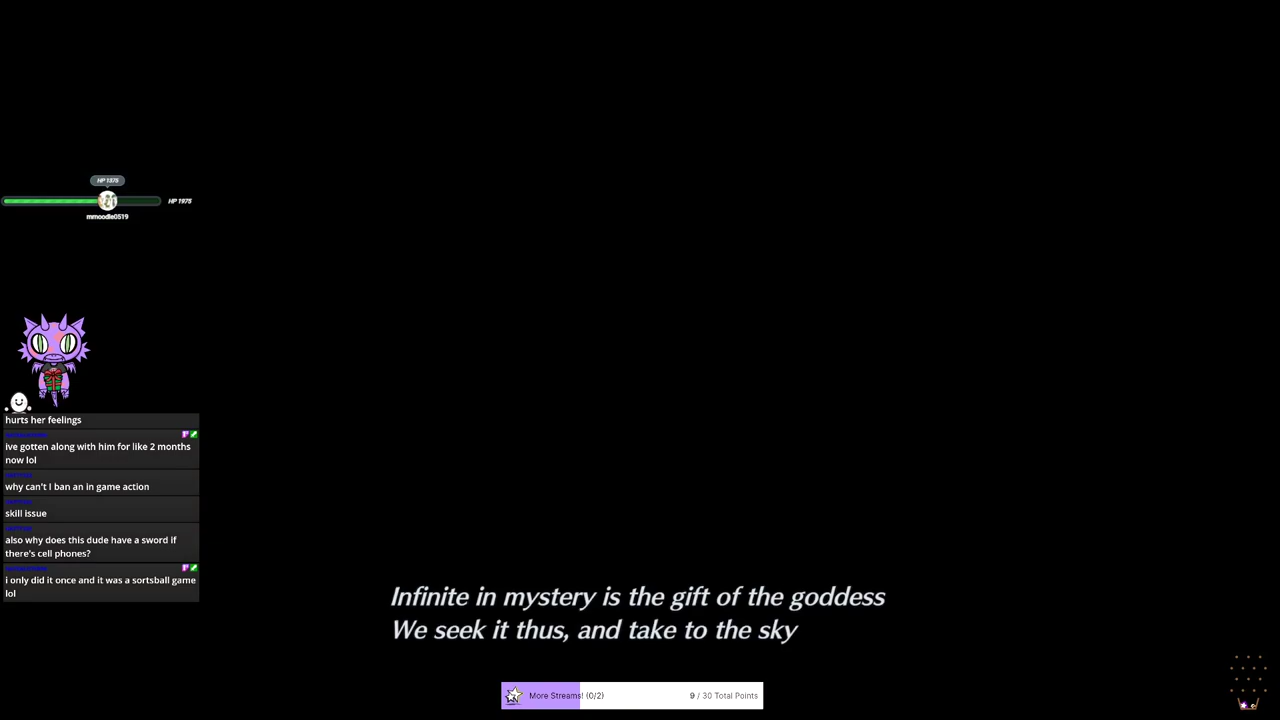 HP 1375
HP 1975
mmoodle0519
hurts her feelings
ive gotten along with him for like 2 months
now lol
why can't I ban an in game action
skill issue
also why does this dude have a sword if
there's cell phones?
i only did it once and it was a sortsball game
lol
Infinite in mystery is the gift of the goddess
We seek it thus, and take to the sky
More Streams! (0/2) 9 / 30 Total Points